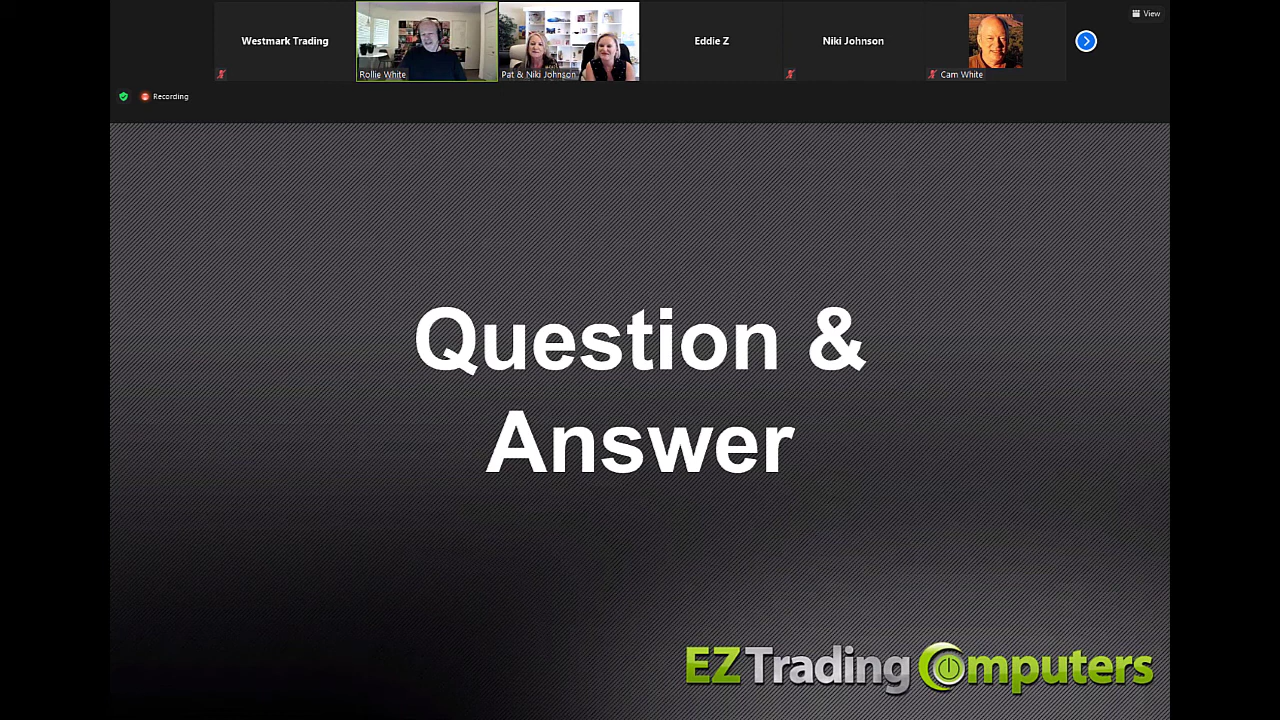 Westmark Trading
Rollie White
Pat & Niki Johnson
Eddie Z
Niki Johnson
Cam White
View
Recording
Question &
Answer
EZTrading Computers